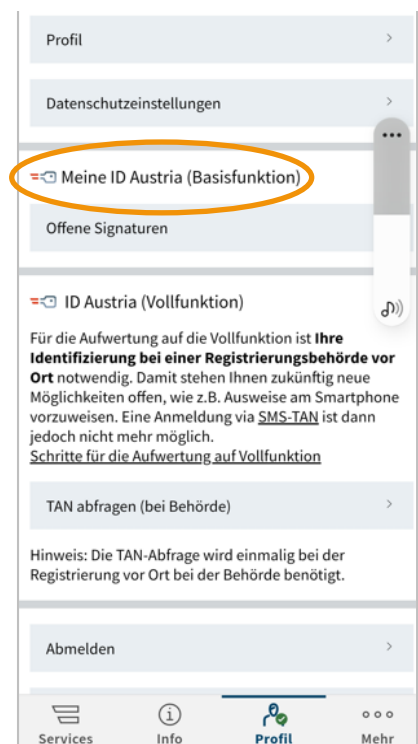 Profil
Datenschutzeinstellungen
Meine ID Austria (Basisfunktion)
Offene Signaturen
ID Austria (Vollfunktion)
Für die Aufwertung auf die Vollfunktion ist Ihre
Identifizierung bei einer Registrierungsbehörde vor
Ort notwendig. Damit stehen Ihnen zukünftig neue
Möglichkeiten offen, wie z.B. Ausweise am Smartphone
vorzuweisen. Eine Anmeldung via SMS-TAN ist dann
jedoch nicht mehr möglich.
Schritte für die Aufwertung auf Vollfunktion
TAN abfragen (bei Behörde)
Hinweis: Die TAN-Abfrage wird einmalig bei der
Registrierung vor Ort bei der Behörde benötigt.
Abmelden
Services Info Profil Mehr